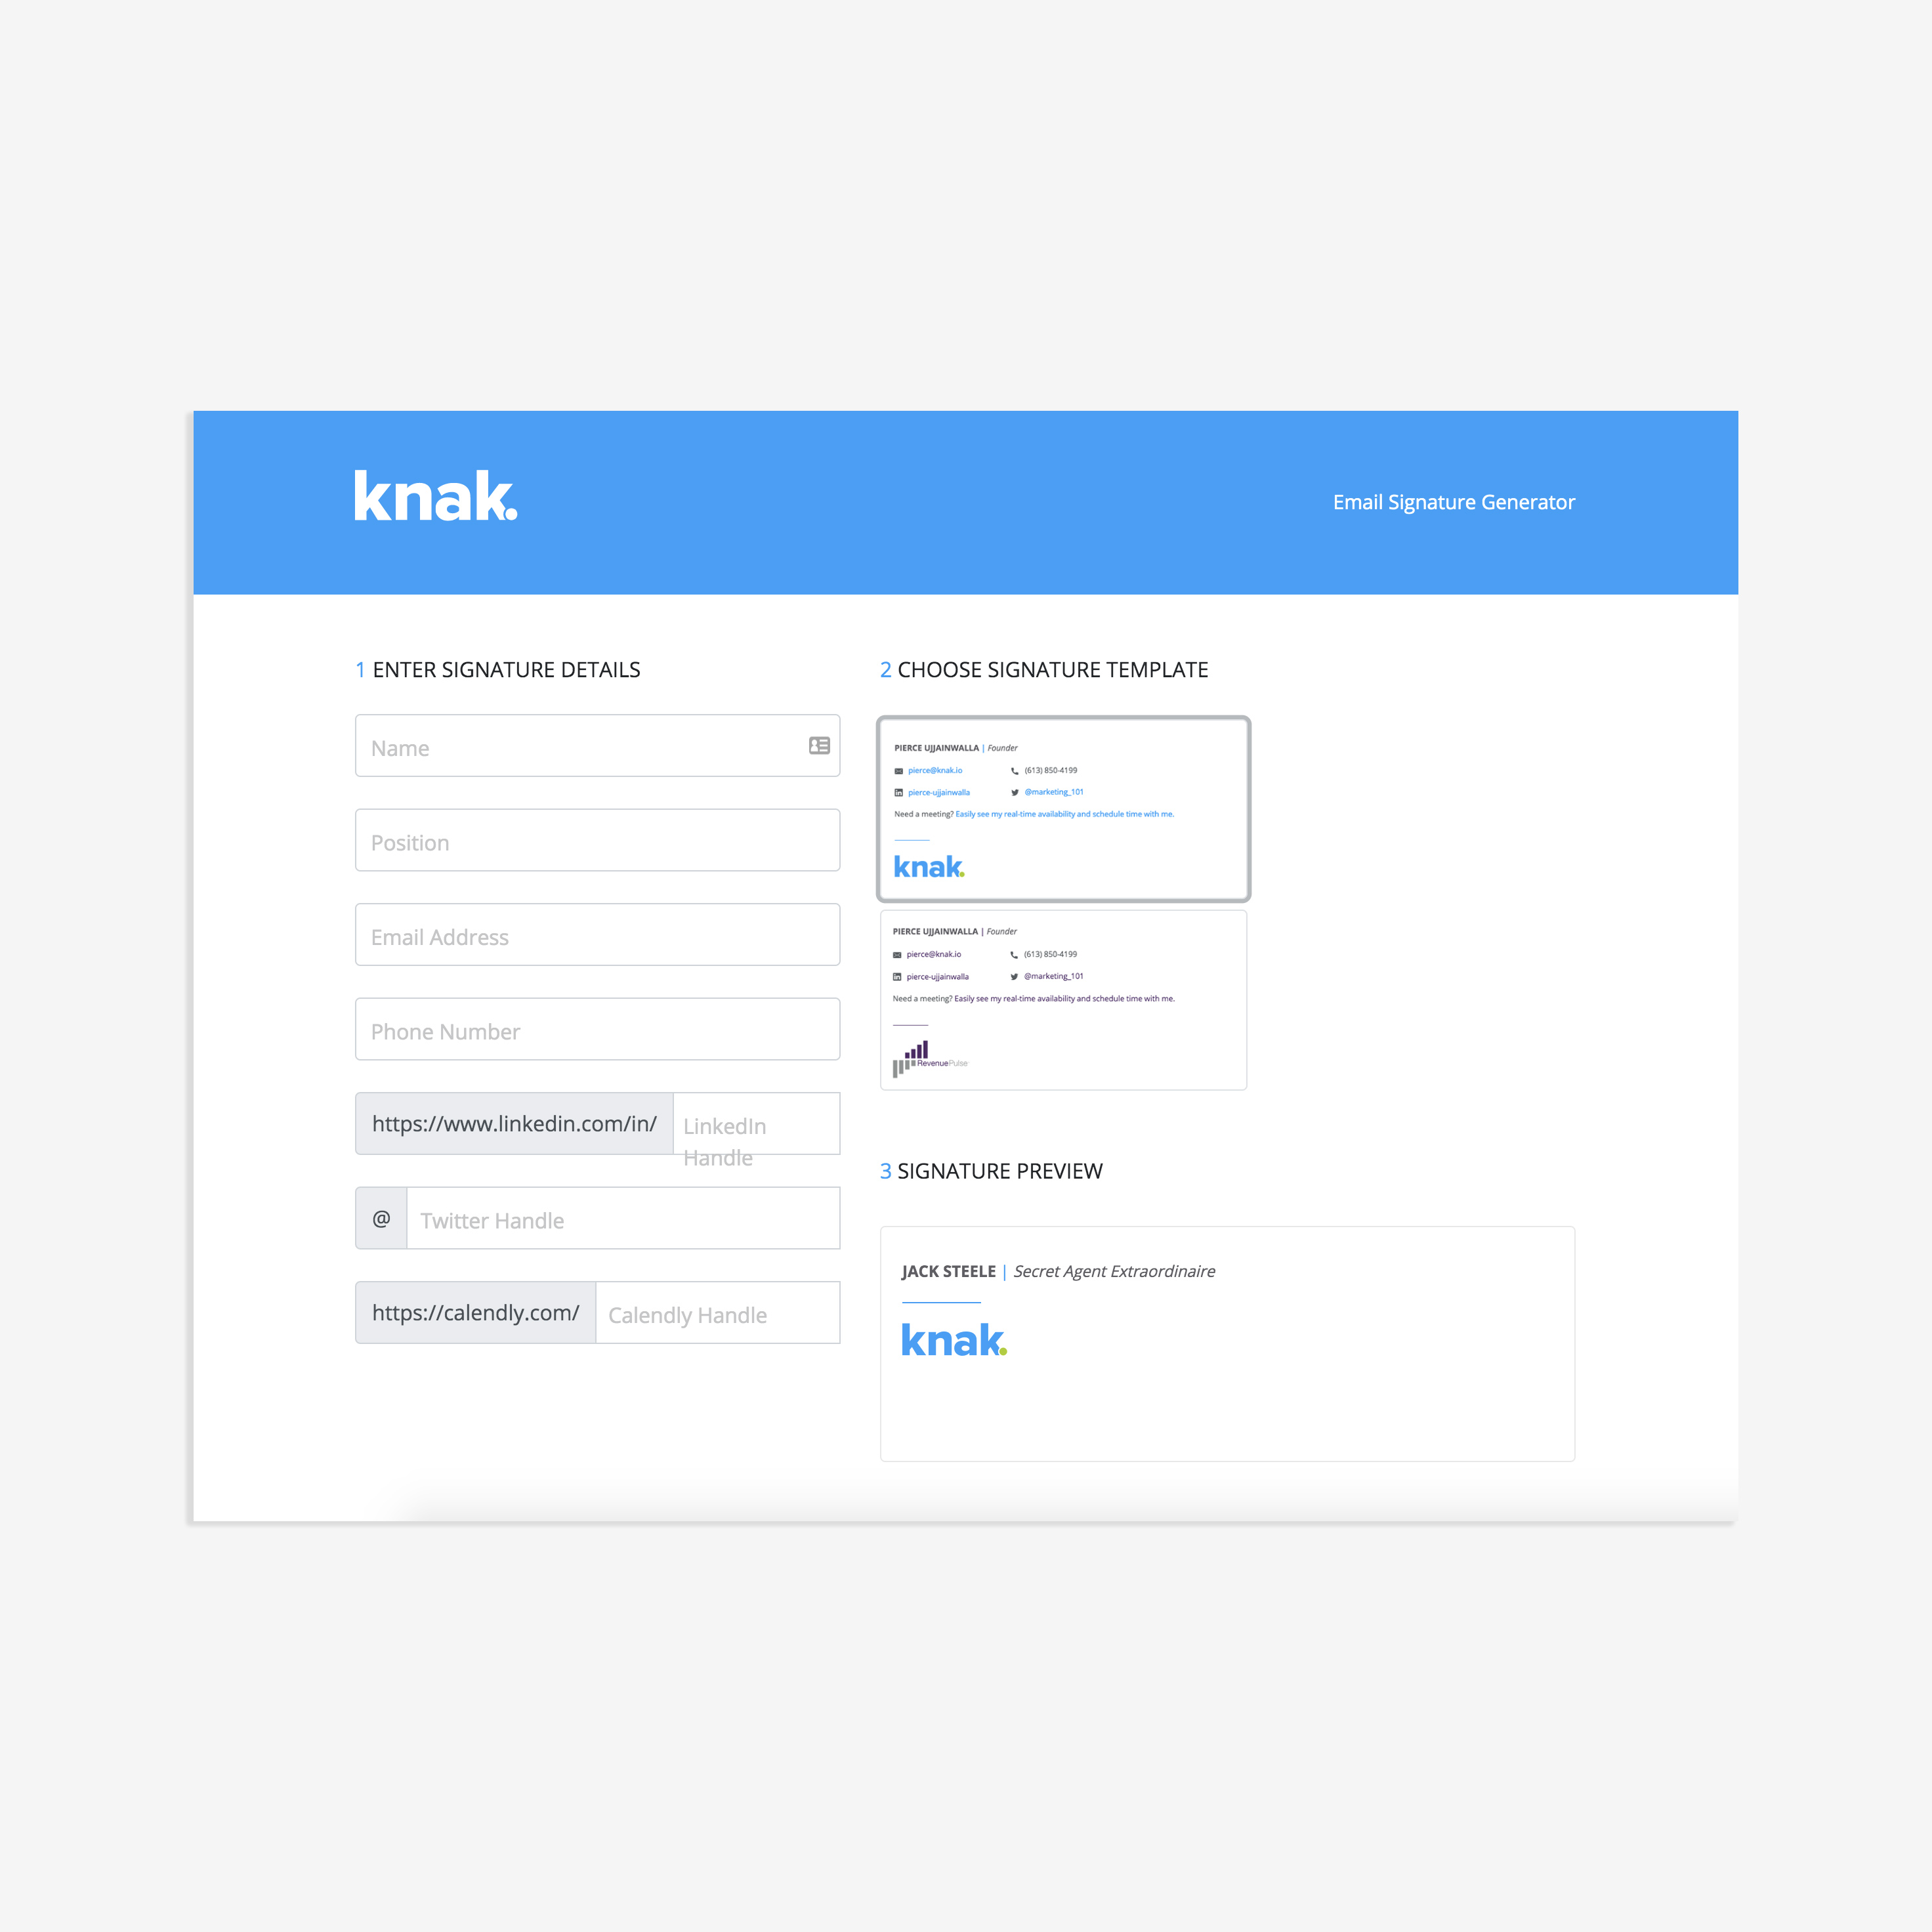 knak.
Email Signature Generator
1 ENTER SIGNATURE DETAILS
Name
Position
Email Address
Phone Number
https://www.linkedin.com/in/ LinkedIn
Handle
@ Twitter Handle
https://calendly.com/ Calendly Handle
2 CHOOSE SIGNATURE TEMPLATE
PIERCE UJJAINWALLA | Founder
pierce@knak.io (613) 850-4199
pierce-ujjainwalla @marketing_101
Need a meeting? Easily see my real-time availability and schedule time with me.
knak.
PIERCE UJJAINWALLA | Founder
pierce@knak.io (613) 850-4199
pierce-ujjainwalla @marketing_101
Need a meeting? Easily see my real-time availability and schedule time with me.
RevenuePulse
3 SIGNATURE PREVIEW
JACK STEELE | Secret Agent Extraordinaire
knak.